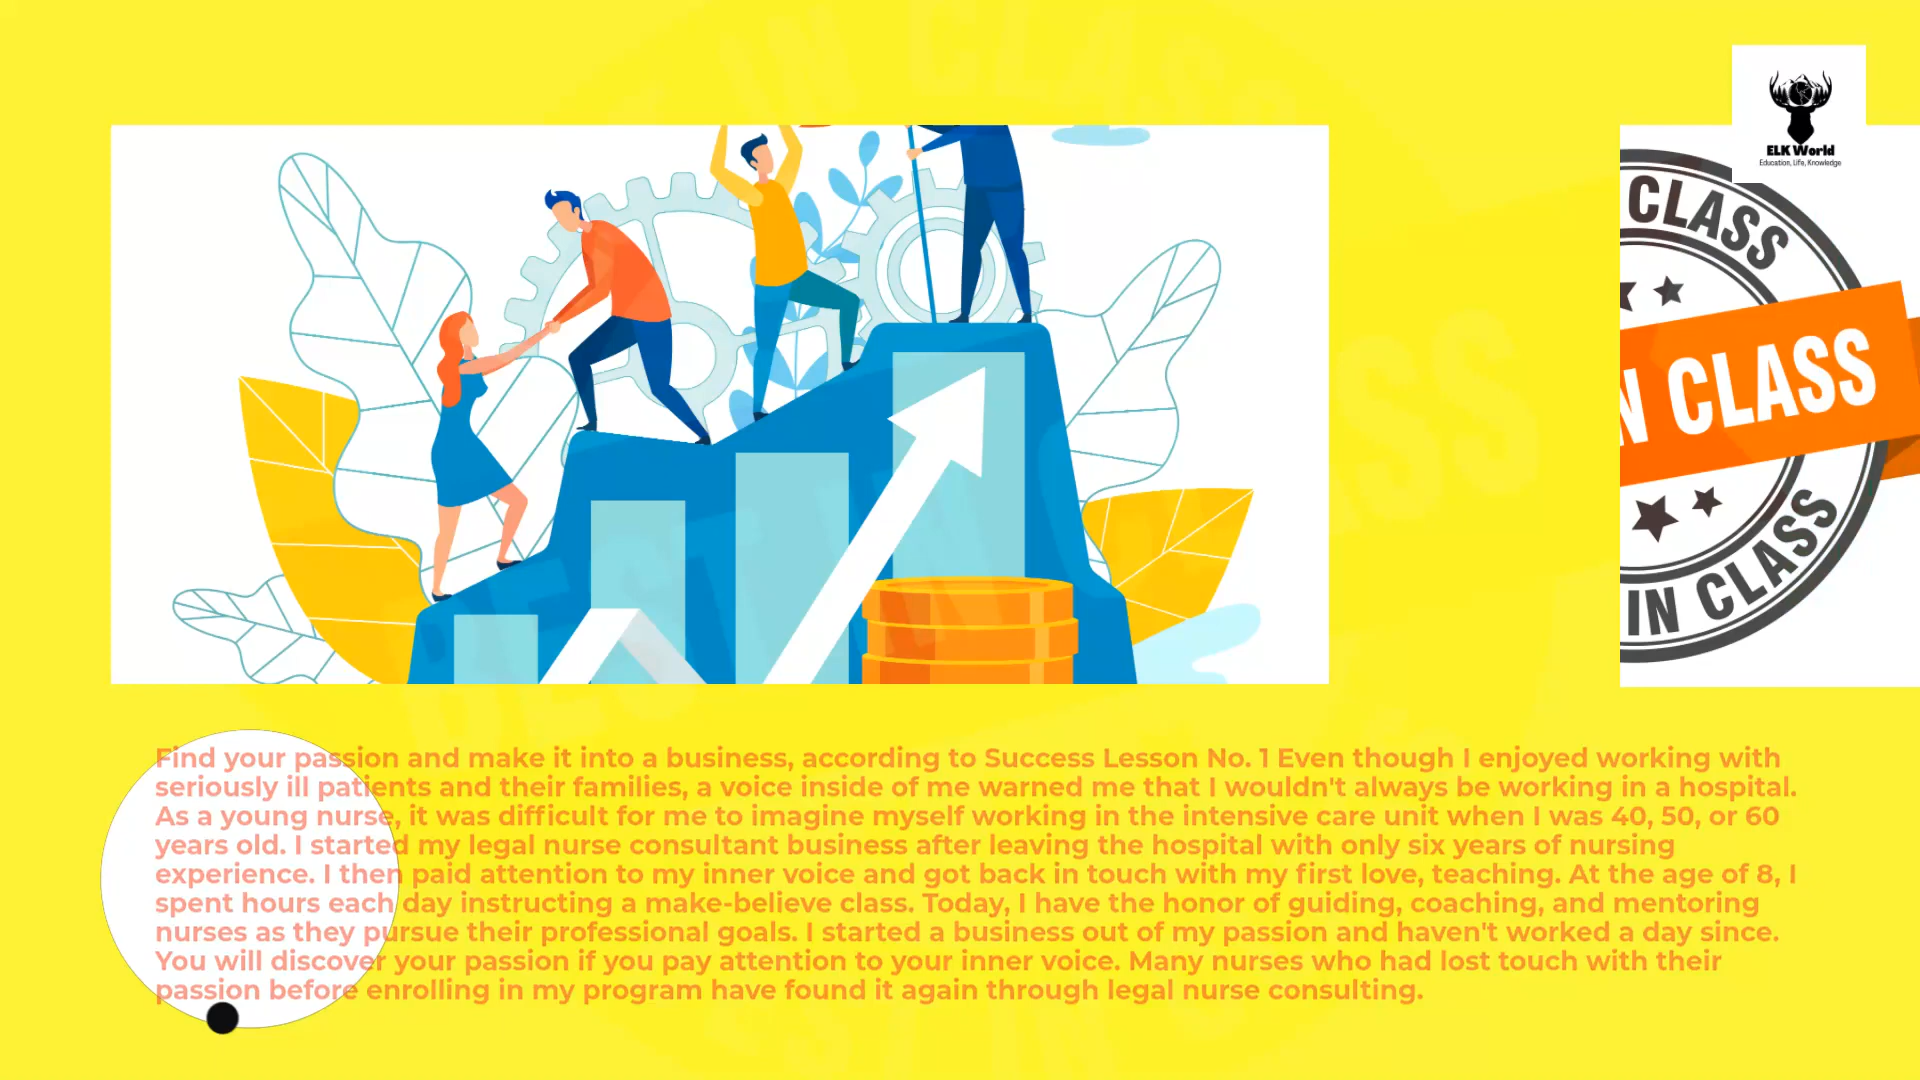 ELK World
Education, Life, Knowledge
CLASS
N CLASS
IN CLASS
Find your passion and make it into a business, according to Success Lesson No. 1 Even though I enjoyed working with
seriously ill patients and their families, a voice inside of me warned me that I wouldn't always be working in a hospital.
As a young nurse, it was difficult for me to imagine myself working in the intensive care unit when I was 40, 50, or 60
years old. I started my legal nurse consultant business after leaving the hospital with only six years of nursing
experience. I then paid attention to my inner voice and got back in touch with my first love, teaching. At the age of 8, I
spent hours each day instructing a make-believe class. Today, I have the honor of guiding, coaching, and mentoring
nurses as they pursue their professional goals. I started a business out of my passion and haven't worked a day since.
You will discover your passion if you pay attention to your inner voice. Many nurses who had lost touch with their
passion before enrolling in my program have found it again through legal nurse consulting.